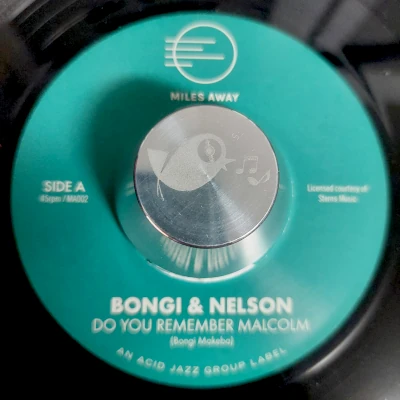 MILES AWAY
SIDE A
45rpm / MA002
Licensed courtesy of
Sterns Music
BONGI & NELSON
DO YOU REMEMBER MALCOLM
(Bongi Makeba)
AN ACID JAZZ GROUP LABEL